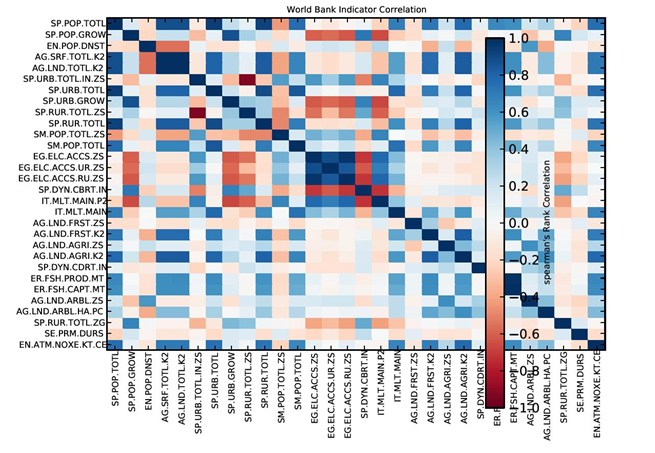 World Bank Indicator Correlation
SP.POP.TOTL
SP.POP.GROW
EN.POP.DNST
AG.SRF.TOTL.K2
AG.LND.TOTL.K2
SP.URB.TOTL.IN.ZS
SP.URB.TOTL
SP.URB.GROW
SP.RUR.TOTL.ZS
SP.RUR.TOTL
SM.POP.TOTL.ZS
SM.POP.TOTL
EG.ELC.ACCS.ZS
EG.ELC.ACCS.UR.ZS
EG.ELC.ACCS.RU.ZS
SP.DYN.CBRT.IN
IT.MLT.MAIN.P2
IT.MLT.MAIN
AG.LND.FRST.ZS
AG.LND.FRST.K2
AG.LND.AGRI.ZS
AG.LND.AGRI.K2
SP.DYN.CDRT.IN
ER.FSH.PROD.MT
ER.FSH.CAPT.MT
AG.LND.ARBL.ZS
AG.LND.ARBL.HA.PC
SP.RUR.TOTL.ZG
SE.PRM.DURS
EN.ATM.NOXE.KT.CE
1.0
0.8
0.6
0.4
0.2
0.0
−0.2
−0.4
−0.6
−0.8
−1.0
spearman's Rank Correlation
SP.POP.TOTL
SP.POP.GROW
EN.POP.DNST
AG.SRF.TOTL.K2
AG.LND.TOTL.K2
SP.URB.TOTL.IN.ZS
SP.URB.TOTL
SP.URB.GROW
SP.RUR.TOTL.ZS
SP.RUR.TOTL
SM.POP.TOTL.ZS
SM.POP.TOTL
EG.ELC.ACCS.ZS
EG.ELC.ACCS.UR.ZS
EG.ELC.ACCS.RU.ZS
SP.DYN.CBRT.IN
IT.MLT.MAIN.P2
IT.MLT.MAIN
AG.LND.FRST.ZS
AG.LND.FRST.K2
AG.LND.AGRI.ZS
AG.LND.AGRI.K2
SP.DYN.CDRT.IN
ER.FSH.CAPT.MT
AG.LND.ARBL.ZS
AG.LND.ARBL.HA.PC
SP.RUR.TOTL.ZG
SE.PRM.DURS
EN.ATM.NOXE.KT.CE